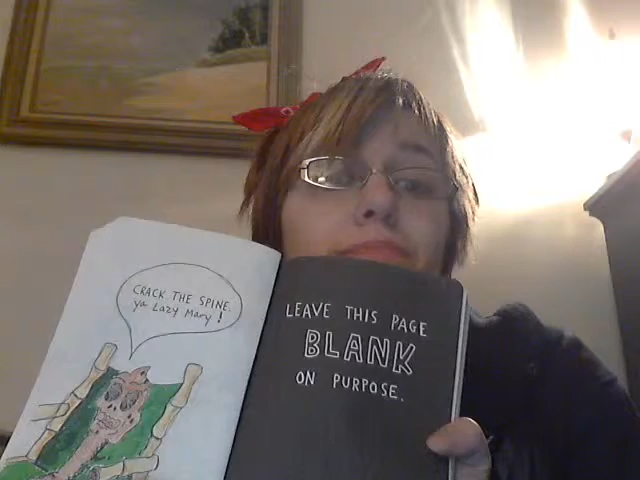 CRACK THE SPINE.
ya Lazy Mary!
LEAVE THIS PAGE
BLANK
ON PURPOSE.